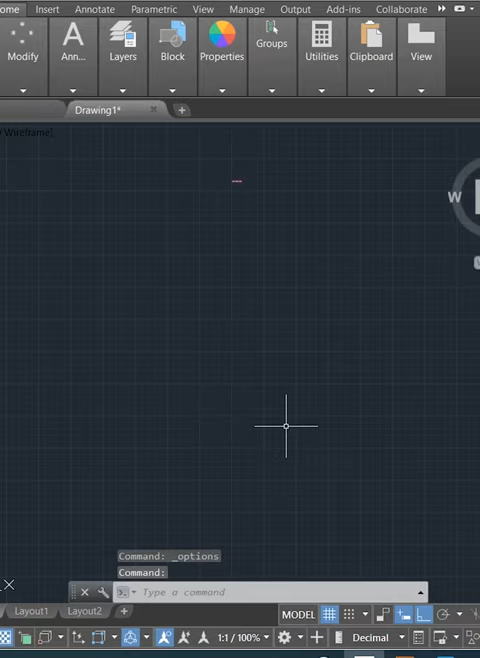 ome Insert Annotate Parametric View Manage Output Add-ins Collaborate
Modify Ann... Layers Block Properties Groups Utilities Clipboard View
Drawing1*
Wireframe]
W
Command: _options
Command:
Type a command
Layout1 Layout2 + MODEL
1:1 / 100% Decimal